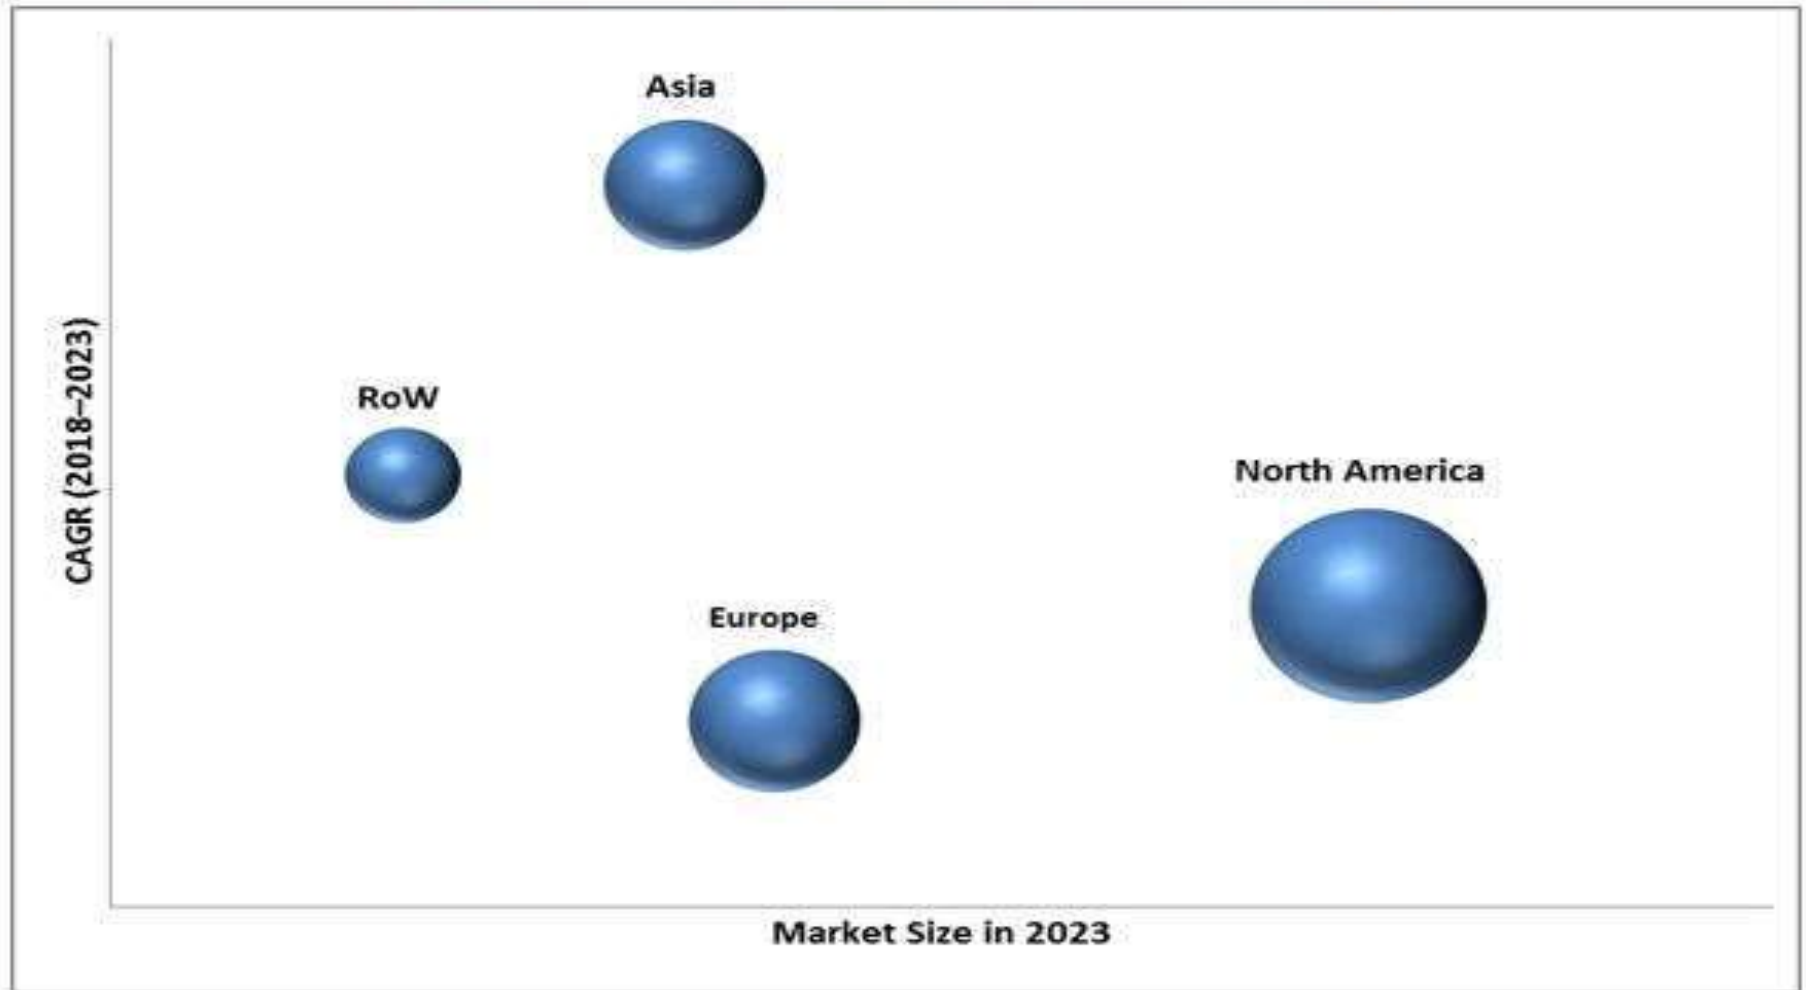 Asia
RoW
North America
Europe
CAGR (2018–2023)
Market Size in 2023